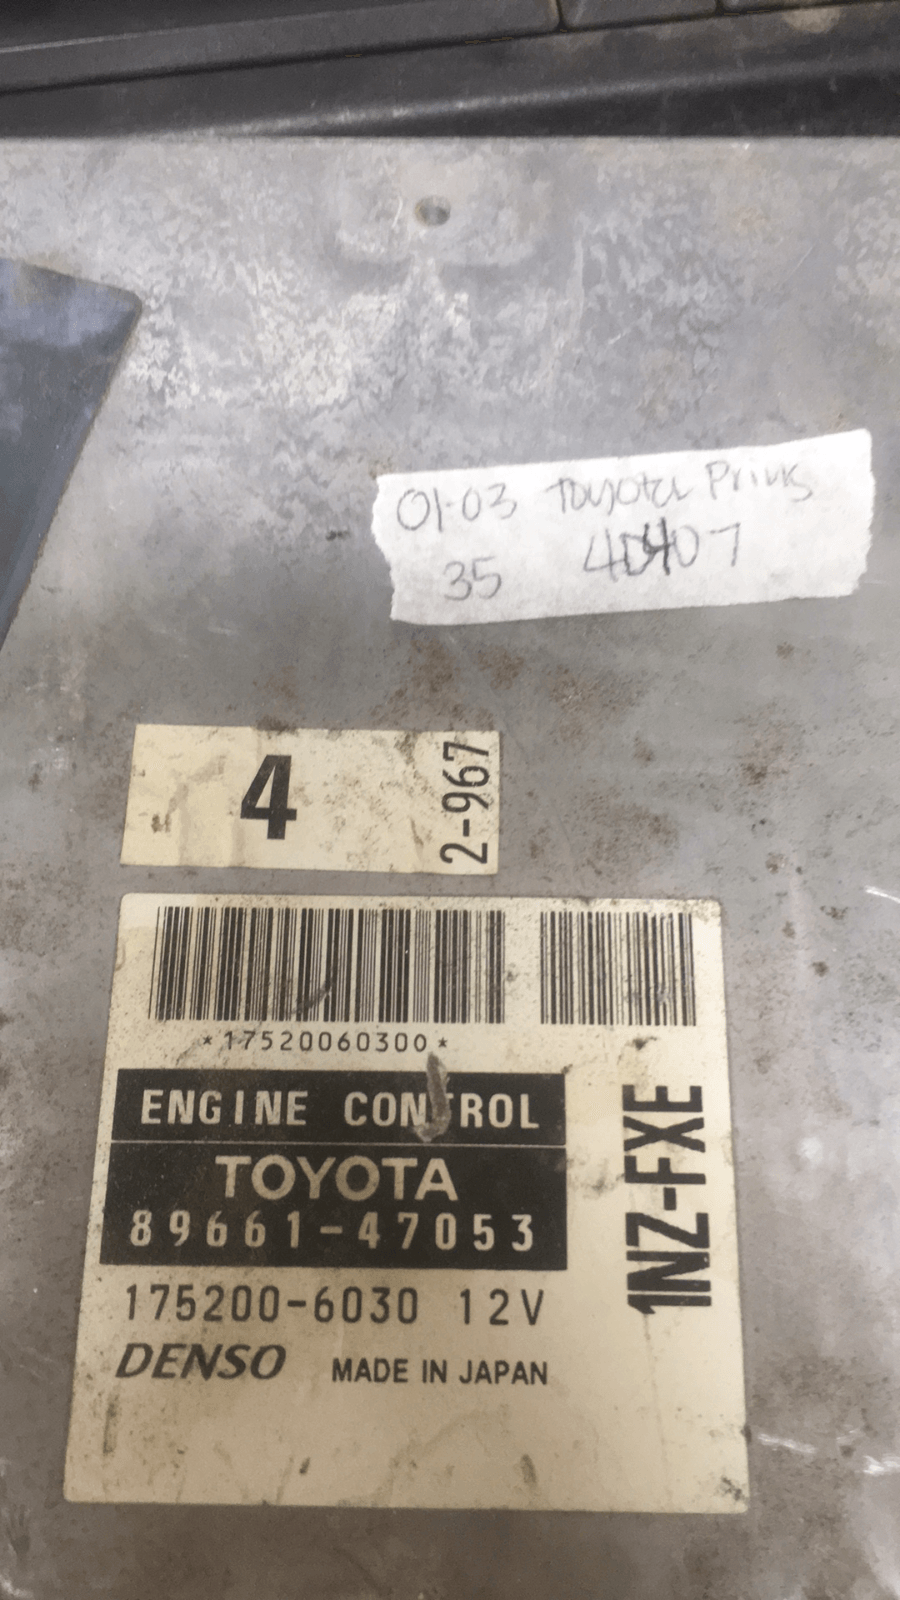 01-03 Toyota Prius
35 40407
4
2-967
*17520060300*
ENGINE CONTROL
TOYOTA
89661-47053
175200-6030 12V
DENSO MADE IN JAPAN
1NZ-FXE